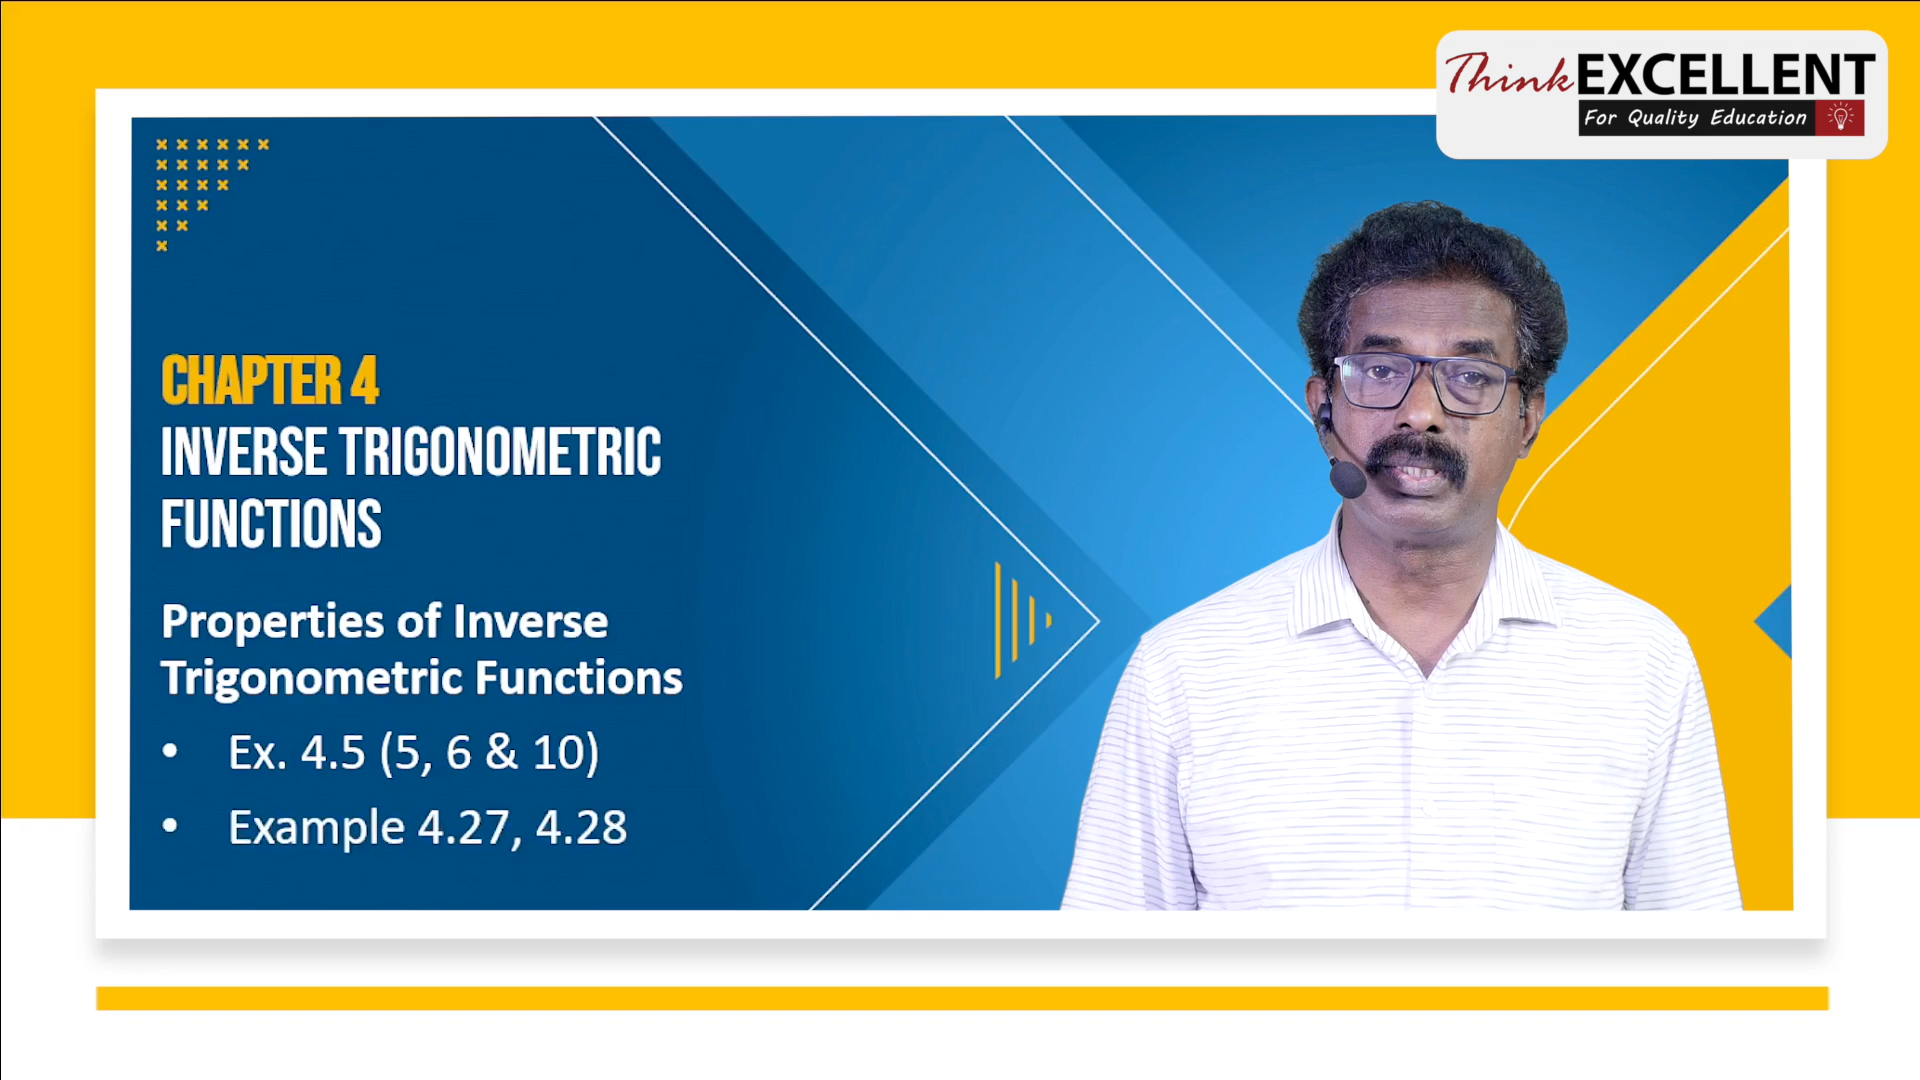 Think EXCELLENT
For Quality Education
CHAPTER 4
INVERSE TRIGONOMETRIC
FUNCTIONS
Properties of Inverse
Trigonometric Functions
• Ex. 4.5 (5, 6 & 10)
• Example 4.27, 4.28